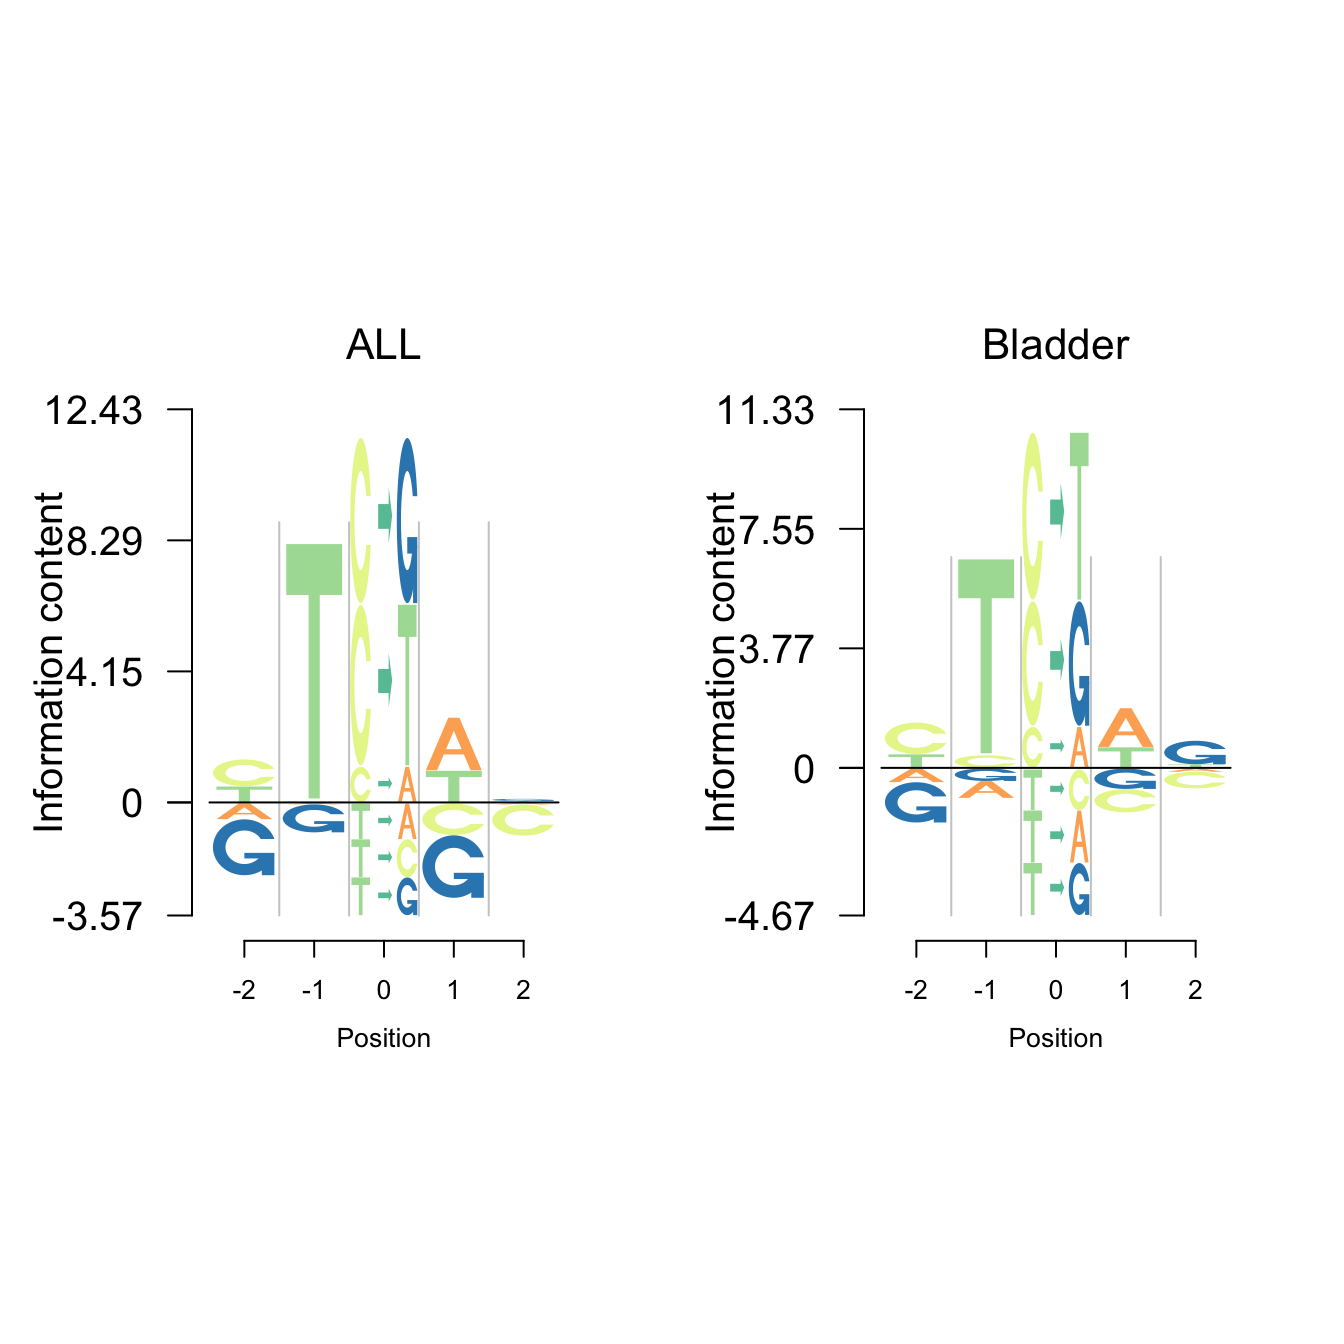 ALL
12.43
8.29
4.15
0
-3.57
Information content
C G
C T
C A
T A
T C
T G
T
G
C
T
A
G
A
T
C
G
C
-2 -1 0 1 2
Position
Bladder
11.33
7.55
3.77
0
-4.67
Information content
C T
C G
C A
T C
T A
T G
C
T
A
G
T
C
G
A
A
T
G
C
G
C
-2 -1 0 1 2
Position